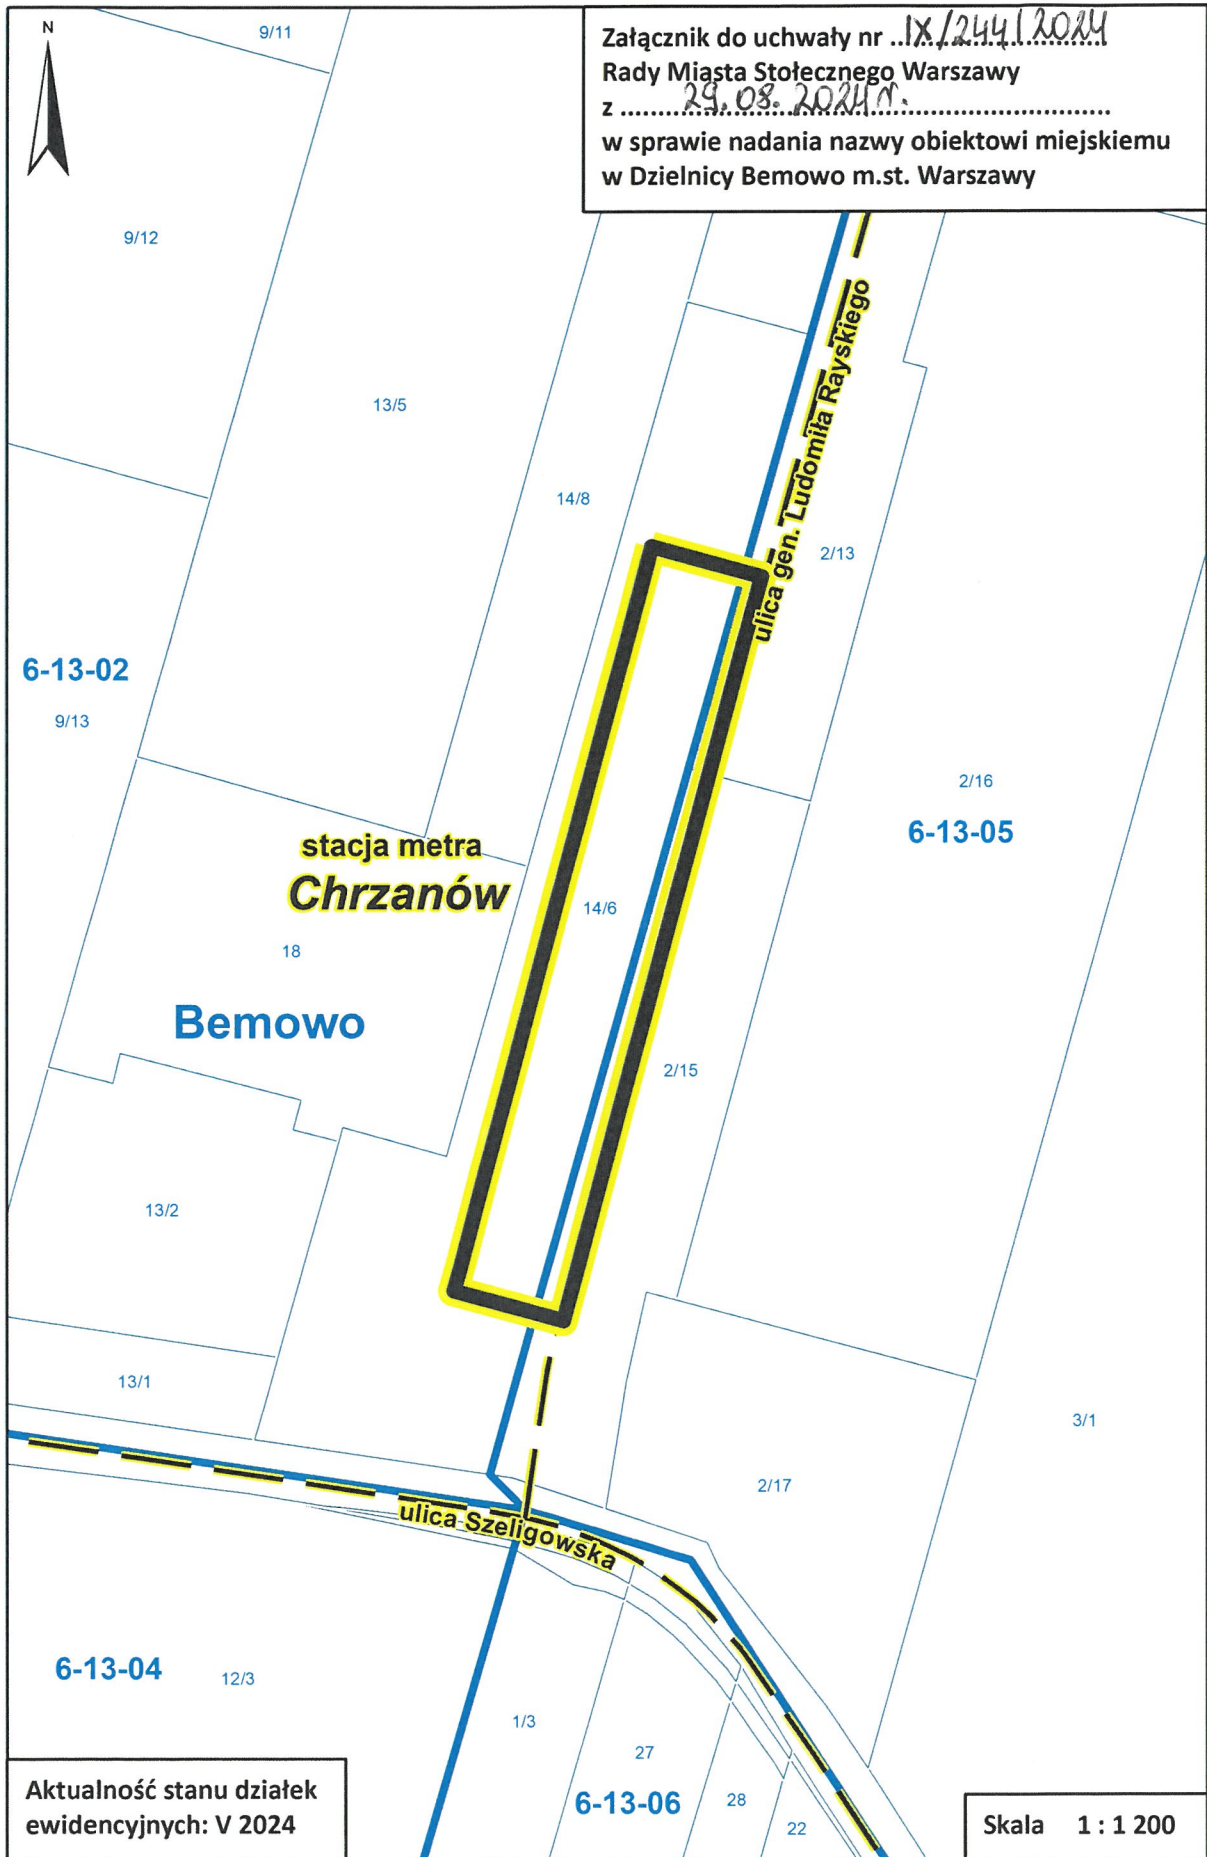 N
Załącznik do uchwały nr ..IX/244/2024
Rady Miasta Stołecznego Warszawy
z ........29.08.2024 r.........................
w sprawie nadania nazwy obiektowi miejskiemu
w Dzielnicy Bemowo m.st. Warszawy
9/11
9/12
13/5
14/8
ulica gen. Ludomiła Rayskiego
2/13
6-13-02
9/13
2/16
6-13-05
stacja metra
Chrzanów
14/6
18
Bemowo
2/15
13/2
13/1
3/1
2/17
ulica Szeligowska
6-13-04
12/3
1/3
27
6-13-06
28
22
Aktualność stanu działek
ewidencyjnych: V 2024
Skala 1 : 1 200